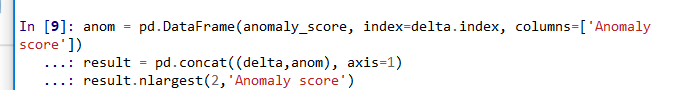 In [9]: anom = pd.DataFrame(anomaly_score, index=delta.index, columns=['Anomaly
score'])
   ...: result = pd.concat((delta,anom), axis=1)
   ...: result.nlargest(2,'Anomaly score')